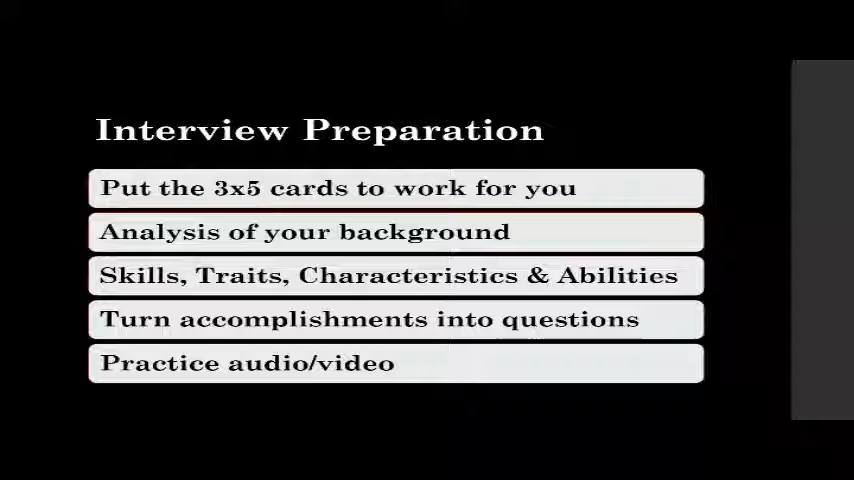 Interview Preparation
Put the 3x5 cards to work for you
Analysis of your background
Skills, Traits, Characteristics & Abilities
Turn accomplishments into questions
Practice audio/video